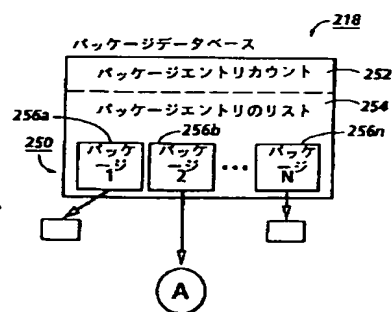 218
パッケージデータベース
パッケージエントリカウント
252
パッケージエントリのリスト
254
256a
256b
256n
250
パッケージ1
パッケージ2
...
パッケージN
A